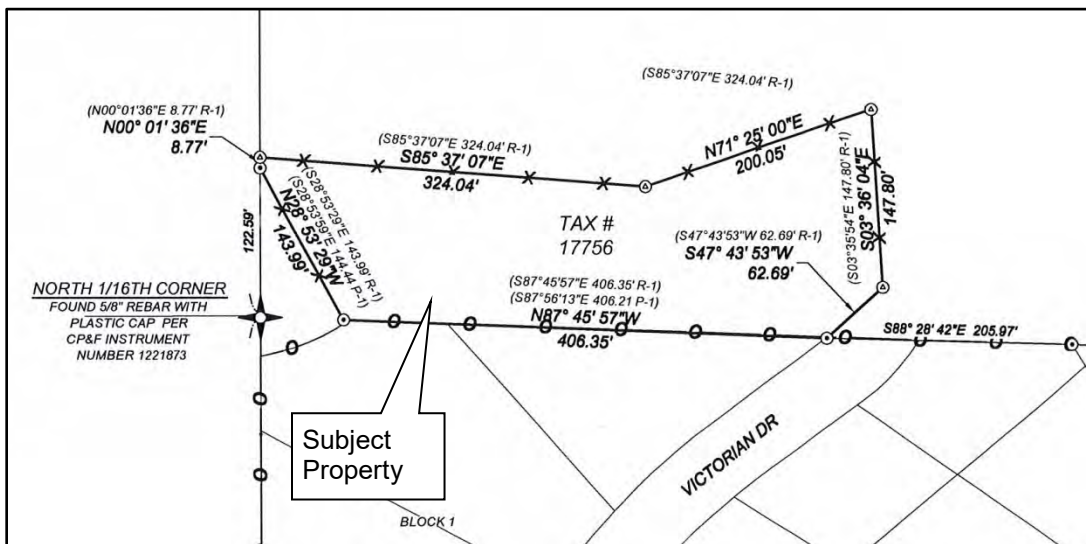 (S85°37'07"E 324.04' R-1)
(N00°01'36"E 8.77' R-1)
N00° 01' 36"E
8.77'
(S85°37'07"E 324.04' R-1)
S85° 37' 07"E
324.04'
N71° 25' 00"E
200.05'
(S28°53'29"E 143.99' R-1)
(S28°53'59"E 144.44 P-1)
N28° 53' 29"W
143.99'
122.59'
TAX #
17756
(S47°43'53"W 62.69' R-1)
S47° 43' 53"W
62.69'
(S03°35'54"E 147.80' R-1)
S03° 36' 04"E
147.80'
NORTH 1/16TH CORNER
FOUND 5/8" REBAR WITH
PLASTIC CAP PER
CP&F INSTRUMENT
NUMBER 1221873
(S87°45'57"E 406.35' R-1)
(S87°56'13"E 406.21 P-1)
N87° 45' 57"W
406.35'
S88° 28' 42"E 205.97'
Subject
Property
VICTORIAN DR
BLOCK 1